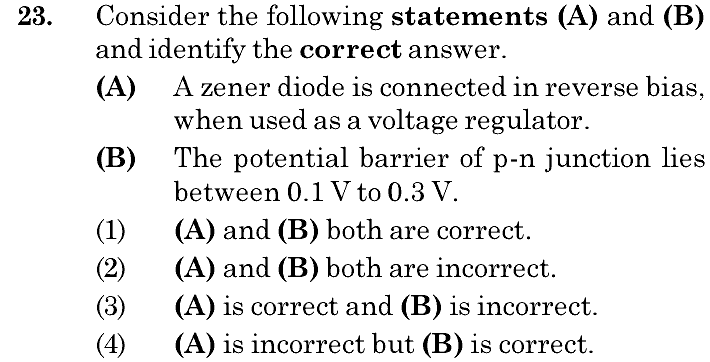 23. Consider the following statements (A) and (B)
and identify the correct answer.
(A) A zener diode is connected in reverse bias,
when used as a voltage regulator.
(B) The potential barrier of p-n junction lies
between 0.1 V to 0.3 V.
(1) (A) and (B) both are correct.
(2) (A) and (B) both are incorrect.
(3) (A) is correct and (B) is incorrect.
(4) (A) is incorrect but (B) is correct.